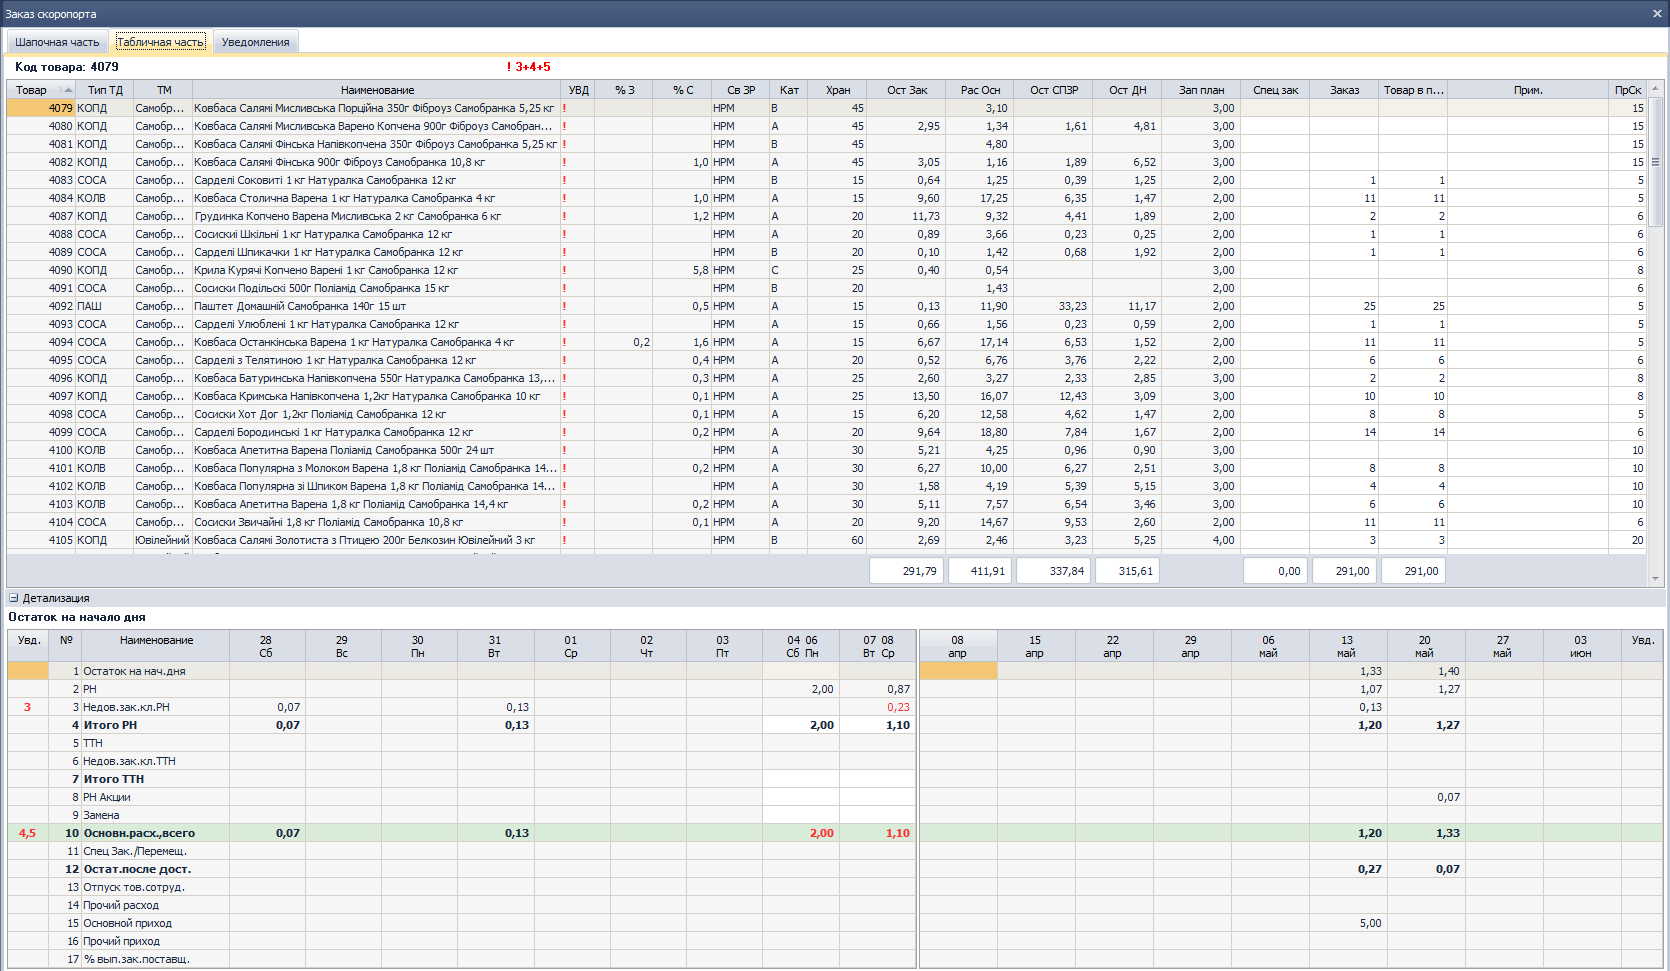 Заказ скоропорта
Шапочная часть Табличная часть Уведомления
Код товара: 4079 ! 3+4+5
Товар Тип ТД ТМ Наименование УВД % З % С Св ЗР Кат Хран Ост Зак Рас Осн Ост СПЗР Ост ДН Зап план Спец зак Заказ Товар в п... Прим. ПрСк
4079 КОПД Самобр... Ковбаса Салямі Мисливська Порційна 350г Фіброуз Самобранка 5,25 кг ! НРМ B 45 3,10 3,00 15
4080 КОПД Самобр... Ковбаса Салямі Мисливська Варено Копчена 900г Фіброуз Самобран... ! НРМ A 45 2,95 1,34 1,61 4,81 3,00 15
4081 КОПД Самобр... Ковбаса Салямі Фінська Напівкопчена 350г Фіброуз Самобранка 5,25 кг ! НРМ B 45 4,80 3,00 15
4082 КОПД Самобр... Ковбаса Салямі Фінська 900г Фіброуз Самобранка 10,8 кг ! 1,0 НРМ A 45 3,05 1,16 1,89 6,52 3,00 15
4083 СОСА Самобр... Сарделі Соковиті 1 кг Натуралка Самобранка 12 кг ! НРМ B 15 0,64 1,25 0,39 1,25 2,00 1 1 5
4084 КОЛВ Самобр... Ковбаса Столична Варена 1 кг Натуралка Самобранка 4 кг ! 1,0 НРМ A 15 9,60 17,25 6,35 1,47 2,00 11 11 5
4087 КОПД Самобр... Грудинка Копчено Варена Мисливська 2 кг Самобранка 6 кг ! 1,2 НРМ A 20 11,73 9,32 4,41 1,89 2,00 2 2 6
4088 СОСА Самобр... Сосискиі Шкільні 1 кг Натуралка Самобранка 12 кг ! НРМ A 20 0,89 3,66 0,23 0,25 2,00 1 1 6
4089 СОСА Самобр... Сарделі Шпикачки 1 кг Натуралка Самобранка 12 кг ! НРМ B 20 0,10 1,42 0,68 1,92 2,00 1 1 6
4090 КОПД Самобр... Крила Курячі Копчено Варені 1 кг Самобранка 12 кг ! 5,8 НРМ C 25 0,40 0,54 3,00 8
4091 СОСА Самобр... Сосиски Подільскі 500г Поліамід Самобранка 15 кг ! НРМ B 20 1,43 2,00 6
4092 ПАШ Самобр... Паштет Домашній Самобранка 140г 15 шт ! 0,5 НРМ A 15 0,13 11,90 33,23 11,17 2,00 25 25 5
4093 СОСА Самобр... Сарделі Улюблені 1 кг Натуралка Самобранка 12 кг ! НРМ A 15 0,66 1,56 0,23 0,59 2,00 1 1 5
4094 СОСА Самобр... Ковбаса Останкінська Варена 1 кг Натуралка Самобранка 4 кг ! 0,2 1,6 НРМ A 15 6,67 17,14 6,53 1,52 2,00 11 11 5
4095 СОСА Самобр... Сарделі з Телятиною 1 кг Натуралка Самобранка 12 кг ! 0,4 НРМ A 20 0,52 6,76 3,76 2,22 2,00 6 6 6
4096 КОПД Самобр... Ковбаса Батуринська Напівкопчена 550г Натуралка Самобранка 13,... ! 0,3 НРМ A 25 2,60 3,27 2,33 2,85 3,00 2 2 8
4097 КОПД Самобр... Ковбаса Кримська Напівкопчена 1,2кг Натуралка Самобранка 10 кг ! 0,1 НРМ A 25 13,50 16,07 12,43 3,09 3,00 10 10 8
4098 СОСА Самобр... Сосиски Хот Дог 1,2кг Поліамід Самобранка 12 кг ! 0,1 НРМ A 15 6,20 12,58 4,62 1,47 2,00 8 8 5
4099 СОСА Самобр... Сарделі Бородинські 1 кг Натуралка Самобранка 12 кг ! 0,2 НРМ A 20 9,64 18,80 7,84 1,67 2,00 14 14 6
4100 КОЛВ Самобр... Ковбаса Апетитна Варена Поліамід Самобранка 500г 24 шт ! НРМ A 30 5,21 4,25 0,96 0,90 3,00 10
4101 КОЛВ Самобр... Ковбаса Популярна з Молоком Варена 1,8 кг Поліамід Самобранка 14... ! 0,2 НРМ A 30 6,27 10,00 6,27 2,51 3,00 8 8 10
4102 КОЛВ Самобр... Ковбаса Популярна зі Шпиком Варена 1,8 кг Поліамід Самобранка 14... ! НРМ A 30 1,58 4,19 5,39 5,15 3,00 4 4 10
4103 КОЛВ Самобр... Ковбаса Апетитна Варена 1,8 кг Поліамід Самобранка 14,4 кг ! 0,2 НРМ A 30 5,11 7,57 6,54 3,46 3,00 6 6 10
4104 СОСА Самобр... Сосиски Звичайні 1,8 кг Поліамід Самобранка 10,8 кг ! 0,1 НРМ A 20 9,20 14,67 9,53 2,60 2,00 11 11 6
4105 КОПД Ювілейний Ковбаса Салямі Золотиста з Птицею 200г Белкозин Ювілейний 3 кг ! НРМ B 60 2,69 2,46 3,23 5,25 4,00 3 3 20
291,79 411,91 337,84 315,61 0,00 291,00 291,00
Детализация
Остаток на начало дня
Увд. № Наименование 28 29 30 31 01 02 03 04 06 07 08 08 15 22 29 06 13 20 27 03 Увд.
Сб Вс Пн Вт Ср Чт Пт Сб Пн Вт Ср апр апр апр апр май май май май июн
1 Остаток на нач.дня 1,33 1,40
2 РН 2,00 0,87 1,07 1,27
3 3 Недов.зак.кл.РН 0,07 0,13 0,23 0,13
4 Итого РН 0,07 0,13 2,00 1,10 1,20 1,27
5 ТТН
6 Недов.зак.кл.ТТН
7 Итого ТТН
8 РН Акции 0,07
9 Замена
4,5 10 Основн.расх.,всего 0,07 0,13 2,00 1,10 1,20 1,33
11 Спец Зак./Перемещ.
12 Остат.после дост. 0,27 0,07
13 Отпуск тов.сотруд.
14 Прочий расход
15 Основной приход 5,00
16 Прочий приход
17 % вып.зак.поставщ.